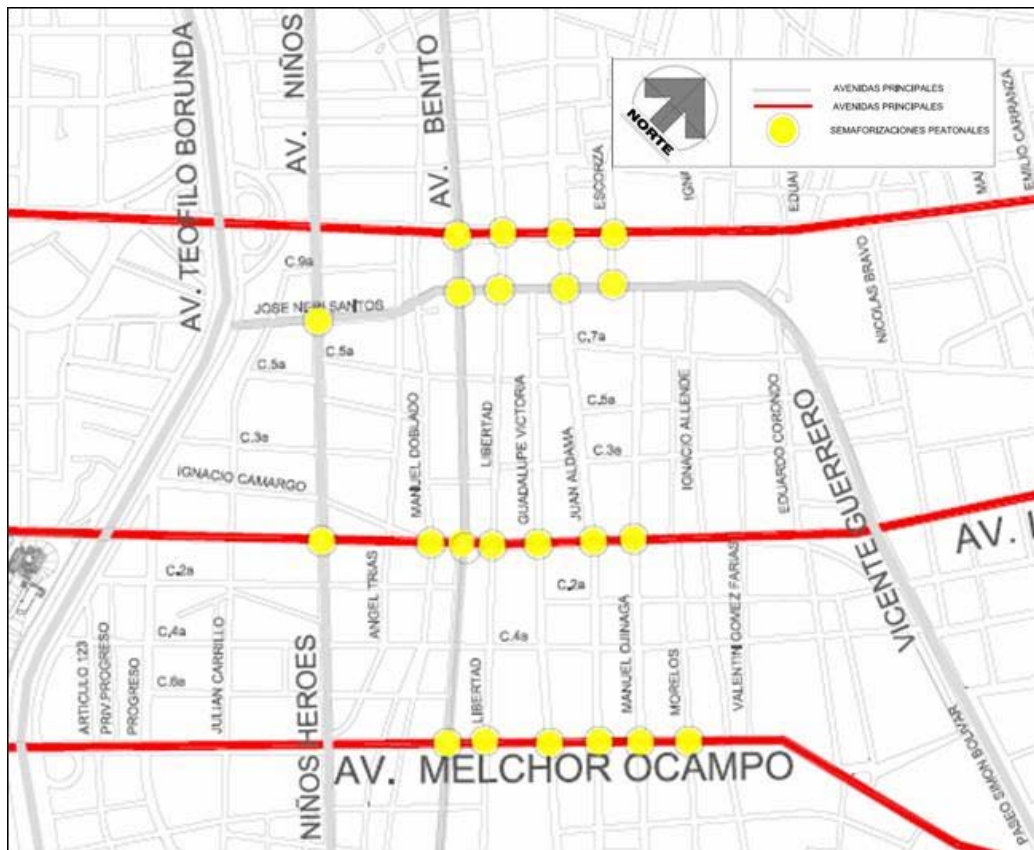 AV. TEOFILO BORUNDA
AV. NIÑOS
AV. BENITO
NORTE
AVENIDAS PRINCIPALES
AVENIDAS PRINCIPALES
SEMAFORIZACIONES PEATONALES
ESCORZA
IGNA
EDUAR
MA
EMILIO CARRANZA
NICOLAS BRAVO
C.9a
JOSE NERI SANTOS
C.5a
C.5a
C.7a
C.3a
C.3a
IGNACIO CAMARGO
MANUEL DOBLADO
LIBERTAD
GUADALUPE VICTORIA
JUAN ALDAMA
IGNACIO ALLENDE
EDUARDO CORONDO
VICENTE GUERRERO
AV.
C.2a
C.2a
ANGEL TRIAS
C.4a
C.4a
C.6a
ARTICULO 123
PRIV.PROGRESO
PROGRESO
JULIAN CARRILLO
NIÑOS HEROES
LIBERTAD
MANUEL OJINAGA
MORELOS
VALENTIN GOMEZ FARIAS
PASEO SIMON BOLIVAR
AV. MELCHOR OCAMPO